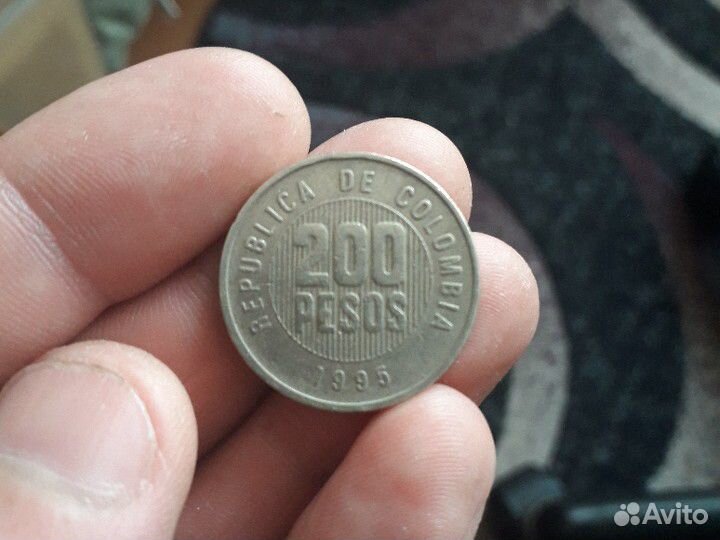 REPUBLICA DE COLOMBIA
200
PESOS
1995
Avito